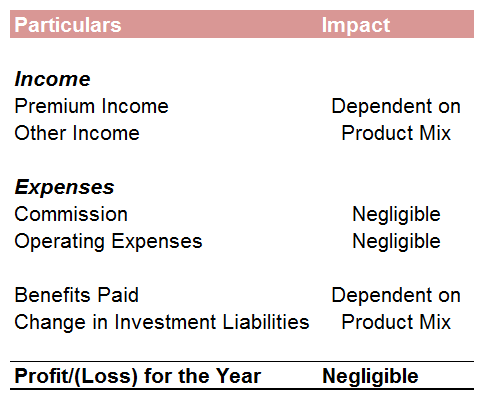 Particulars Impact
Income
Premium Income Dependent on
Other Income Product Mix
Expenses
Commission Negligible
Operating Expenses Negligible
Benefits Paid Dependent on
Change in Investment Liabilities Product Mix
Profit/(Loss) for the Year Negligible